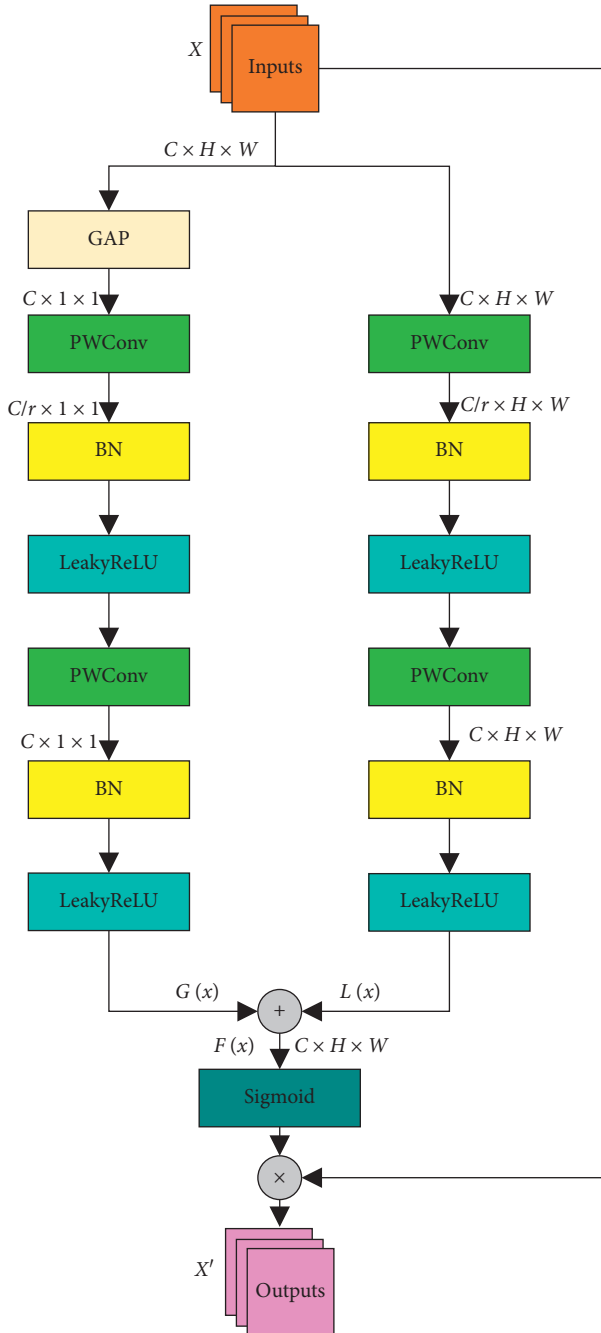 X
Inputs
C × H × W
GAP
C × 1 × 1
C × H × W
PWConv
PWConv
C/r × 1 × 1
C/r × H × W
BN
BN
LeakyReLU
LeakyReLU
PWConv
PWConv
C × 1 × 1
C × H × W
BN
BN
LeakyReLU
LeakyReLU
G (x)
+
L (x)
F (x)
C × H × W
Sigmoid
×
X′
Outputs